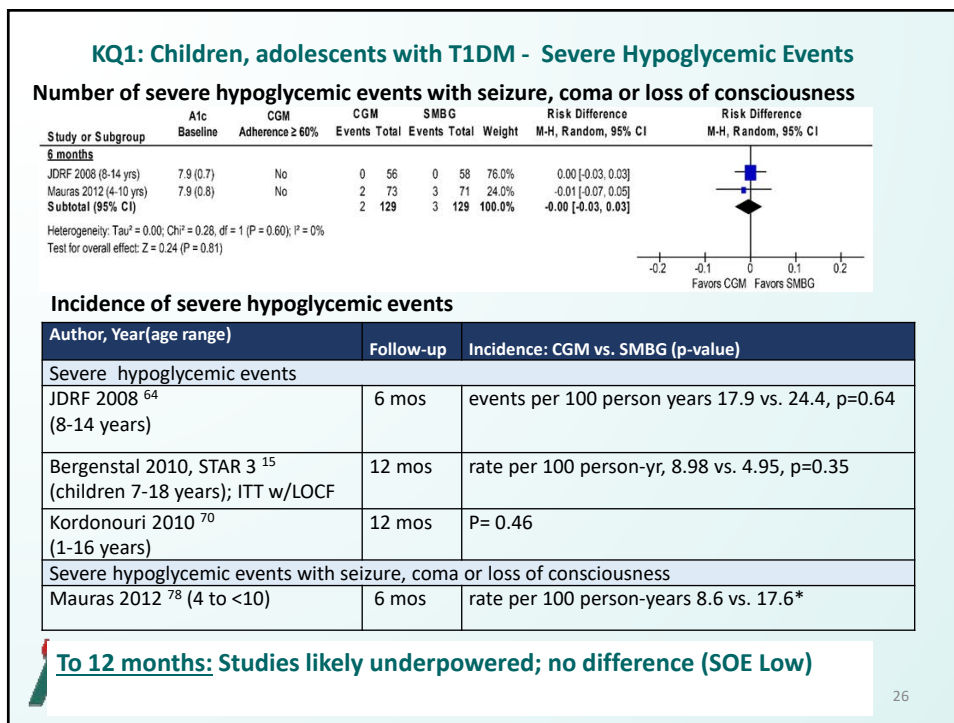 KQ1: Children, adolescents with T1DM - Severe Hypoglycemic Events
Number of severe hypoglycemic events with seizure, coma or loss of consciousness
A1c CGM CGM SMBG Risk Difference Risk Difference
Study or Subgroup Baseline Adherence ≥ 60% Events Total Events Total Weight M-H, Random, 95% CI M-H, Random, 95% CI
6 months
JDRF 2008 (8-14 yrs) 7.9 (0.7) No 0 56 0 58 76.0% 0.00 [-0.03, 0.03]
Mauras 2012 (4-10 yrs) 7.9 (0.8) No 2 73 3 71 24.0% -0.01 [-0.07, 0.05]
Subtotal (95% CI) 2 129 3 129 100.0% -0.00 [-0.03, 0.03]
Heterogeneity: Tau² = 0.00; Chi² = 0.28, df = 1 (P = 0.60); I² = 0%
Test for overall effect: Z = 0.24 (P = 0.81)
-0.2 -0.1 0 0.1 0.2
Favors CGM Favors SMBG
Incidence of severe hypoglycemic events
Author, Year(age range) Follow-up Incidence: CGM vs. SMBG (p-value)
Severe hypoglycemic events
JDRF 2008 64 6 mos events per 100 person years 17.9 vs. 24.4, p=0.64
(8-14 years)
Bergenstal 2010, STAR 3 15 12 mos rate per 100 person-yr, 8.98 vs. 4.95, p=0.35
(children 7-18 years); ITT w/LOCF
Kordonouri 2010 70 12 mos P= 0.46
(1-16 years)
Severe hypoglycemic events with seizure, coma or loss of consciousness
Mauras 2012 78 (4 to <10) 6 mos rate per 100 person-years 8.6 vs. 17.6*
To 12 months: Studies likely underpowered; no difference (SOE Low)
26